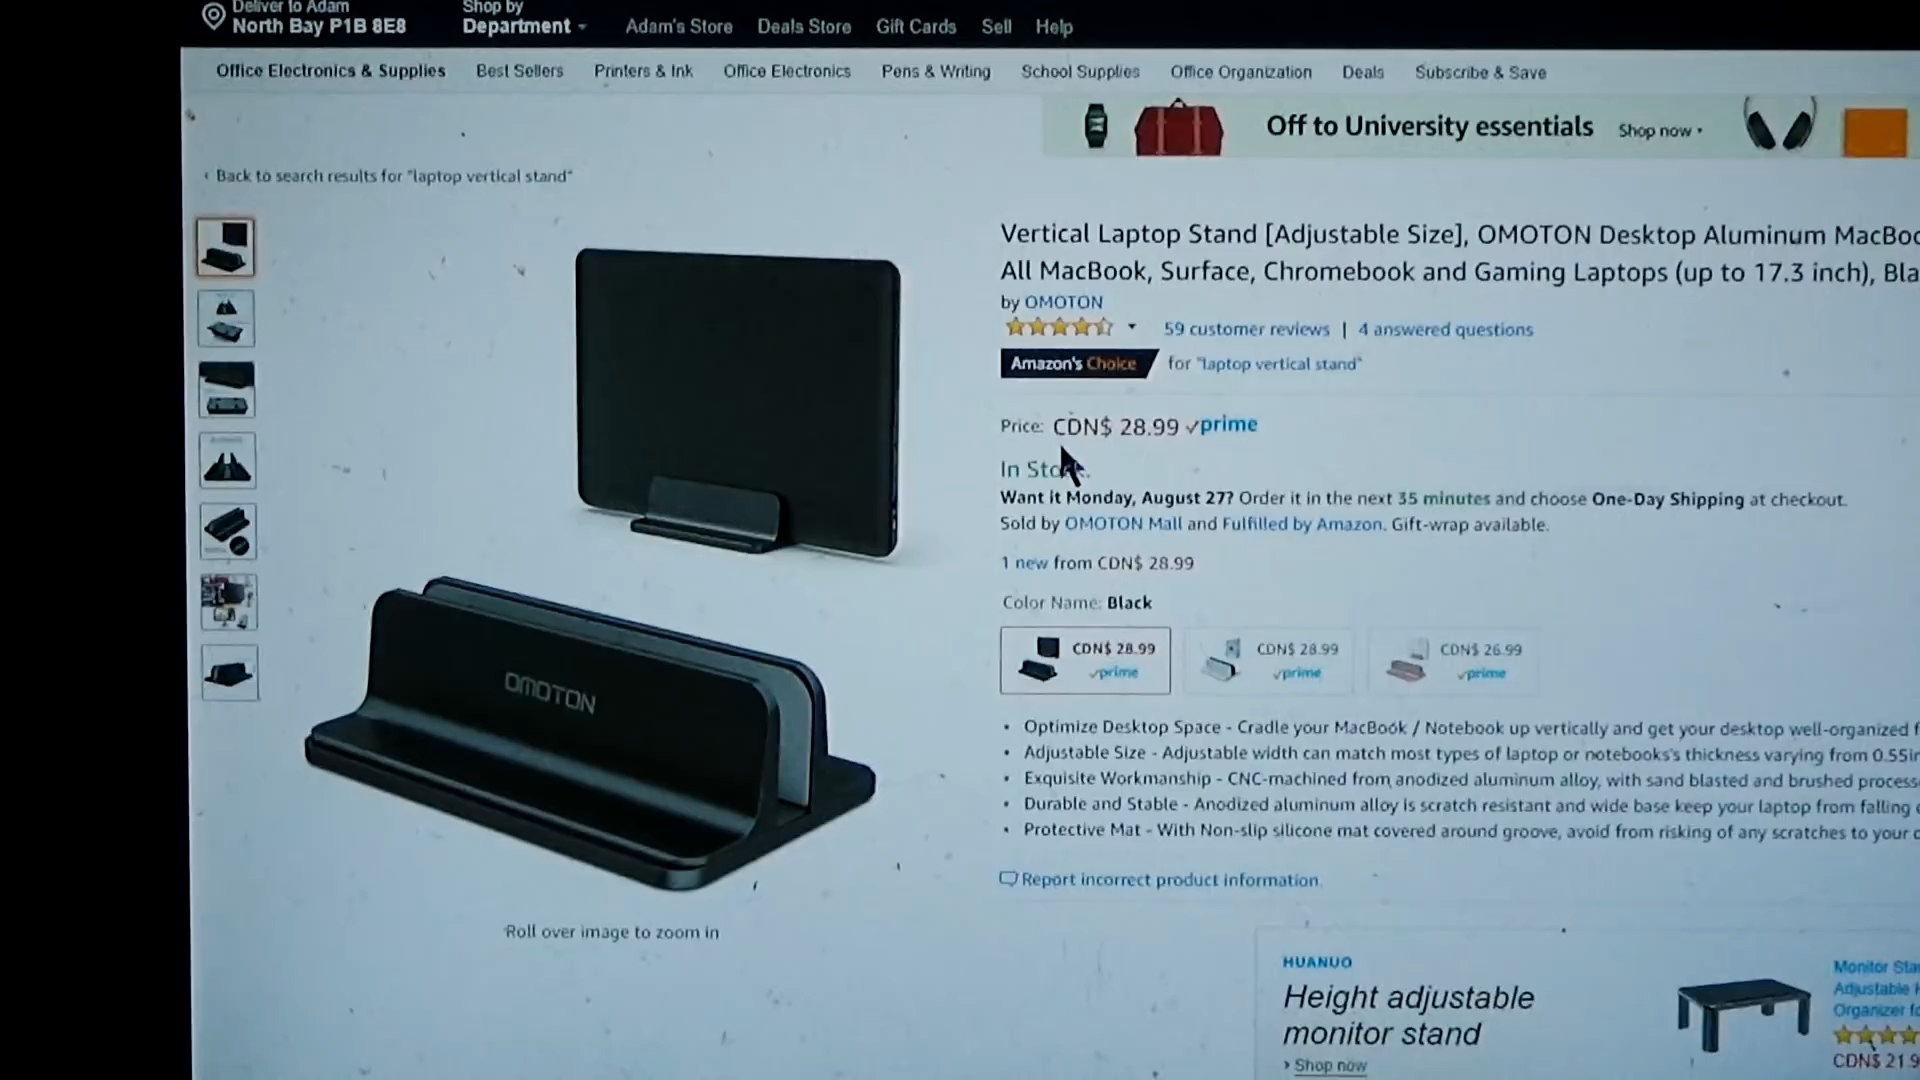 Deliver to Adam
North Bay P1B 8E8
Shop by
Department
Adam's Store
Deals Store
Gift Cards
Sell
Help
Office Electronics & Supplies
Best Sellers
Printers & Ink
Office Electronics
Pens & Writing
School Supplies
Office Organization
Deals
Subscribe & Save
Off to University essentials
Shop now
‹ Back to search results for "laptop vertical stand"
Vertical Laptop Stand [Adjustable Size], OMOTON Desktop Aluminum MacBoo
All MacBook, Surface, Chromebook and Gaming Laptops (up to 17.3 inch), Bla
by OMOTON
59 customer reviews | 4 answered questions
Amazon's Choice for "laptop vertical stand"
Price: CDN$ 28.99 prime
In Stock.
Want it Monday, August 27? Order it in the next 35 minutes and choose One-Day Shipping at checkout.
Sold by OMOTON Mall and Fulfilled by Amazon. Gift-wrap available.
1 new from CDN$ 28.99
Color Name: Black
CDN$ 28.99
prime
CDN$ 28.99
prime
CDN$ 26.99
prime
OMOTON
• Optimize Desktop Space - Cradle your MacBook / Notebook up vertically and get your desktop well-organized f
• Adjustable Size - Adjustable width can match most types of laptop or notebooks's thickness varying from 0.55in
• Exquisite Workmanship - CNC-machined from anodized aluminum alloy, with sand blasted and brushed process
• Durable and Stable - Anodized aluminum alloy is scratch resistant and wide base keep your laptop from falling
• Protective Mat - With Non-slip silicone mat covered around groove, avoid from risking of any scratches to your
Report incorrect product information.
Roll over image to zoom in
HUANUO
Height adjustable
monitor stand
› Shop now
Monitor Sta
Adjustable H
Organizer fo
CDN$ 21.9